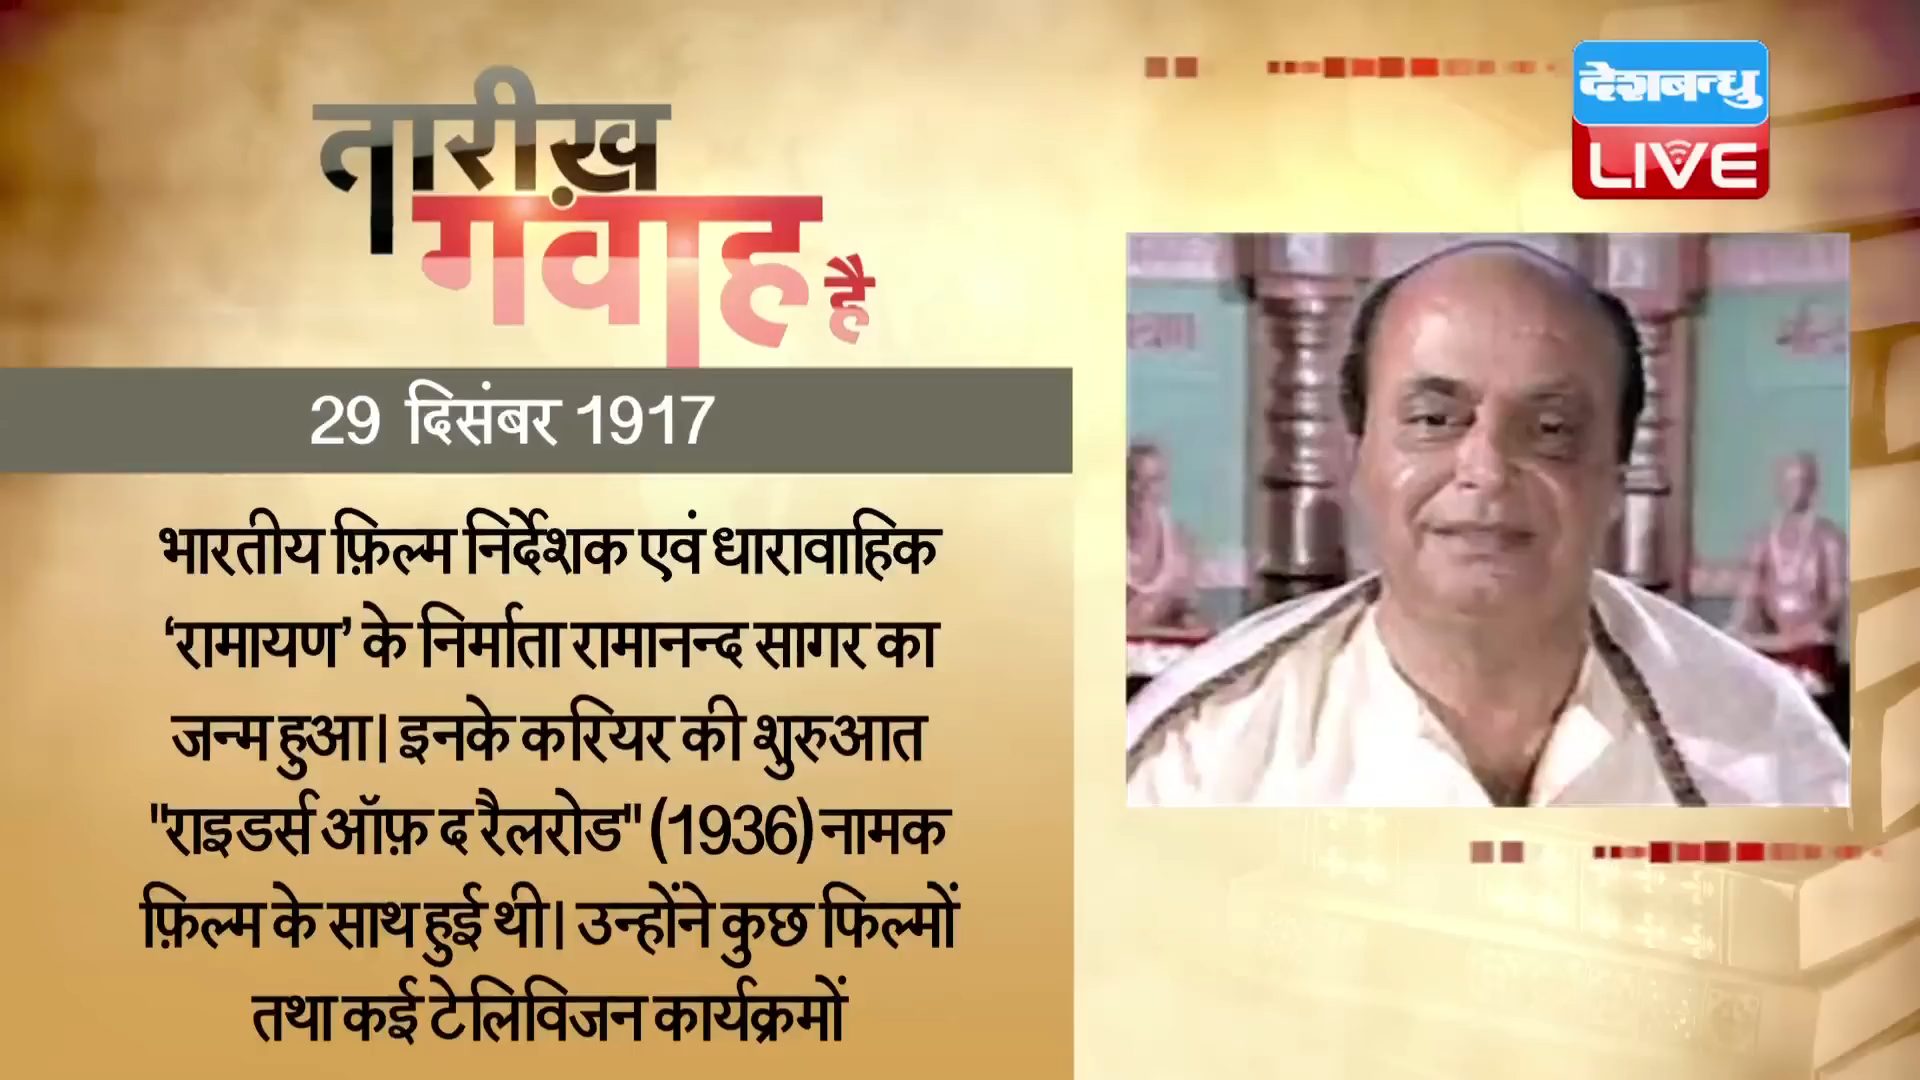 तारीख़
गवाह है
देशबन्धु
LIVE
29 दिसंबर 1917
भारतीय फ़िल्म निर्देशक एवं धारावाहिक
‘रामायण’ के निर्माता रामानन्द सागर का
जन्म हुआ। इनके करियर की शुरुआत
"राइडर्स ऑफ़ द रैलरोड" (1936) नामक
फ़िल्म के साथ हुई थी। उन्होंने कुछ फिल्मों
तथा कई टेलिविजन कार्यक्रमों